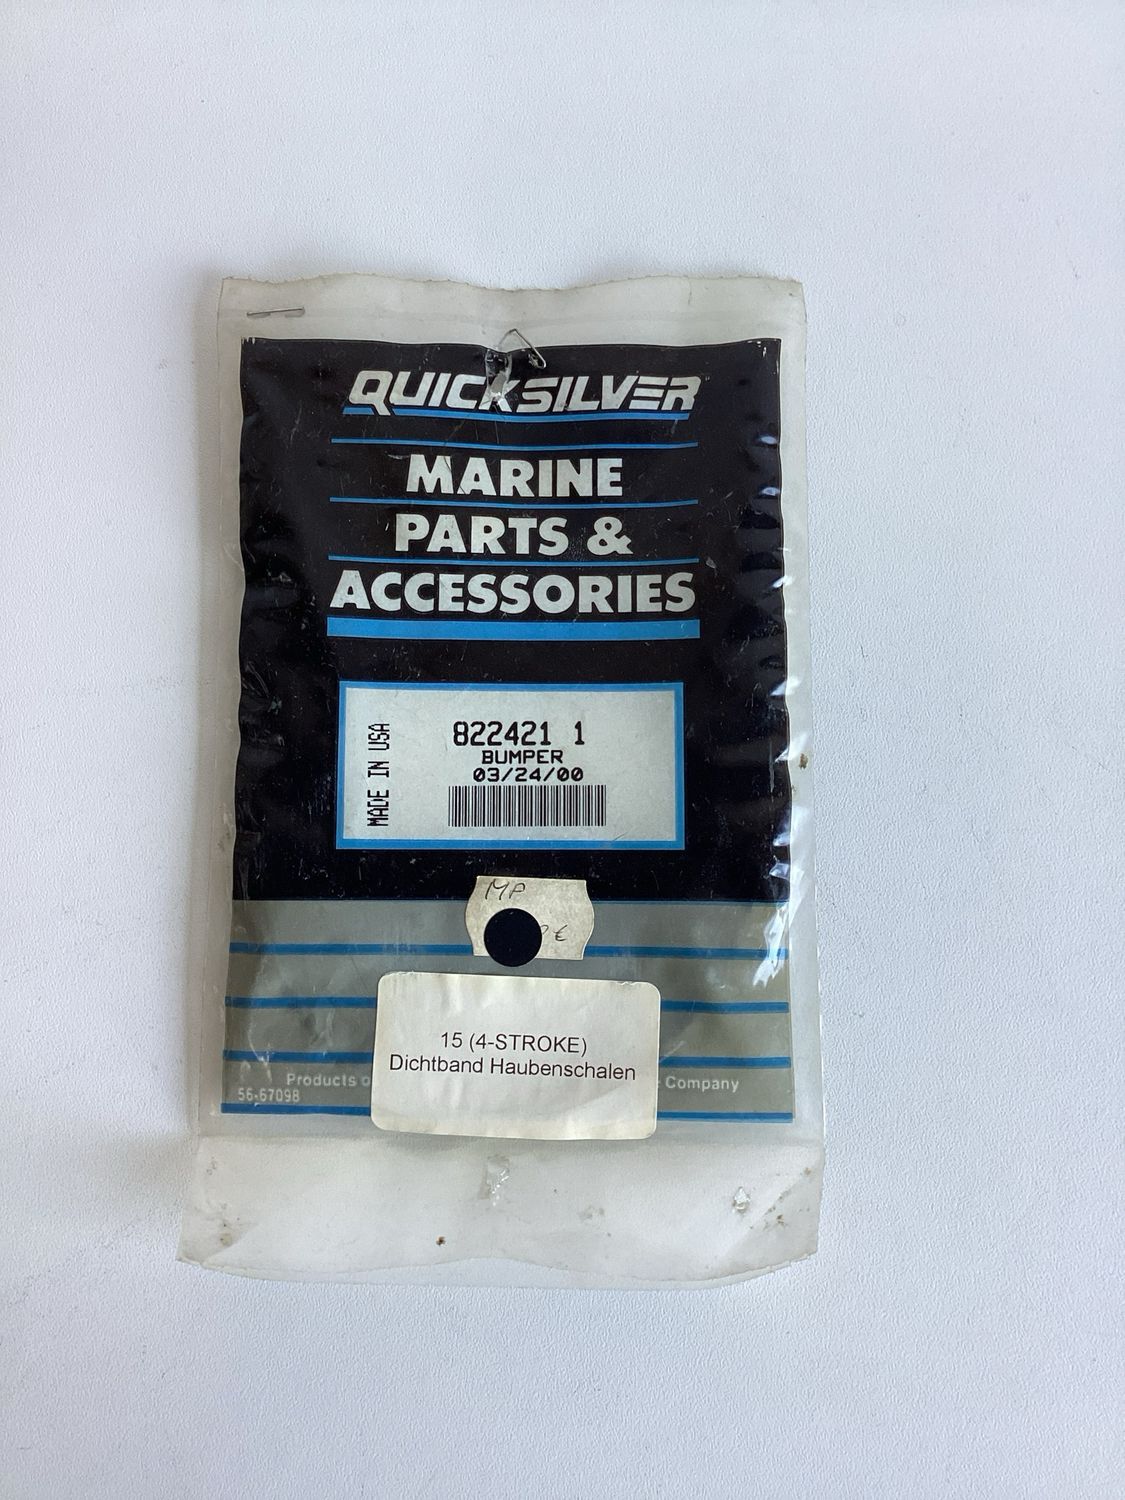 QUICKSILVER
MARINE
PARTS &
ACCESSORIES
MADE IN USA
822421 1
BUMPER
03/24/00
MP
€
15 (4-STROKE)
Dichtband Haubenschalen
Products Company
56-67098